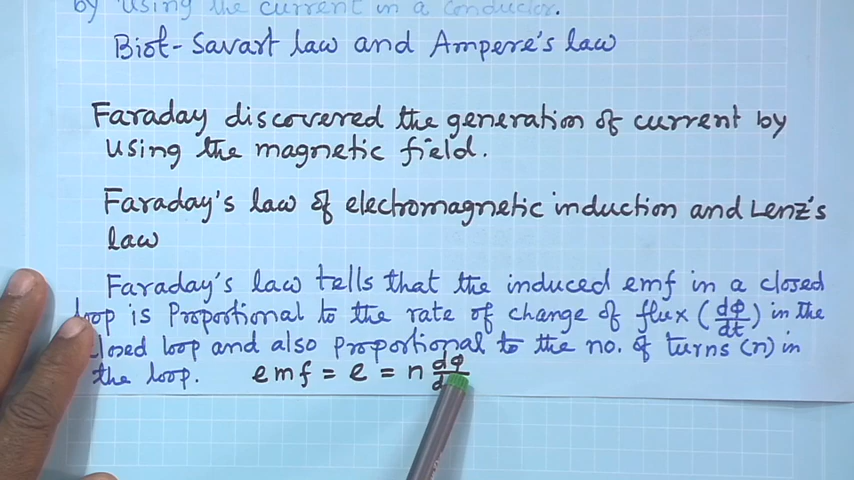 by using the current in a conductor.
Biot-Savart law and Ampere's law
Faraday discovered the generation of current by
using the magnetic field.
Faraday's law of electromagnetic induction and Lenz's
law
Faraday's law tells that the induced emf in a closed
loop is Proportional to the rate of change of flux (dφ/dt) in the
closed loop and also proportional to the no. of turns (n) in
the loop. emf = e = n dφ/d